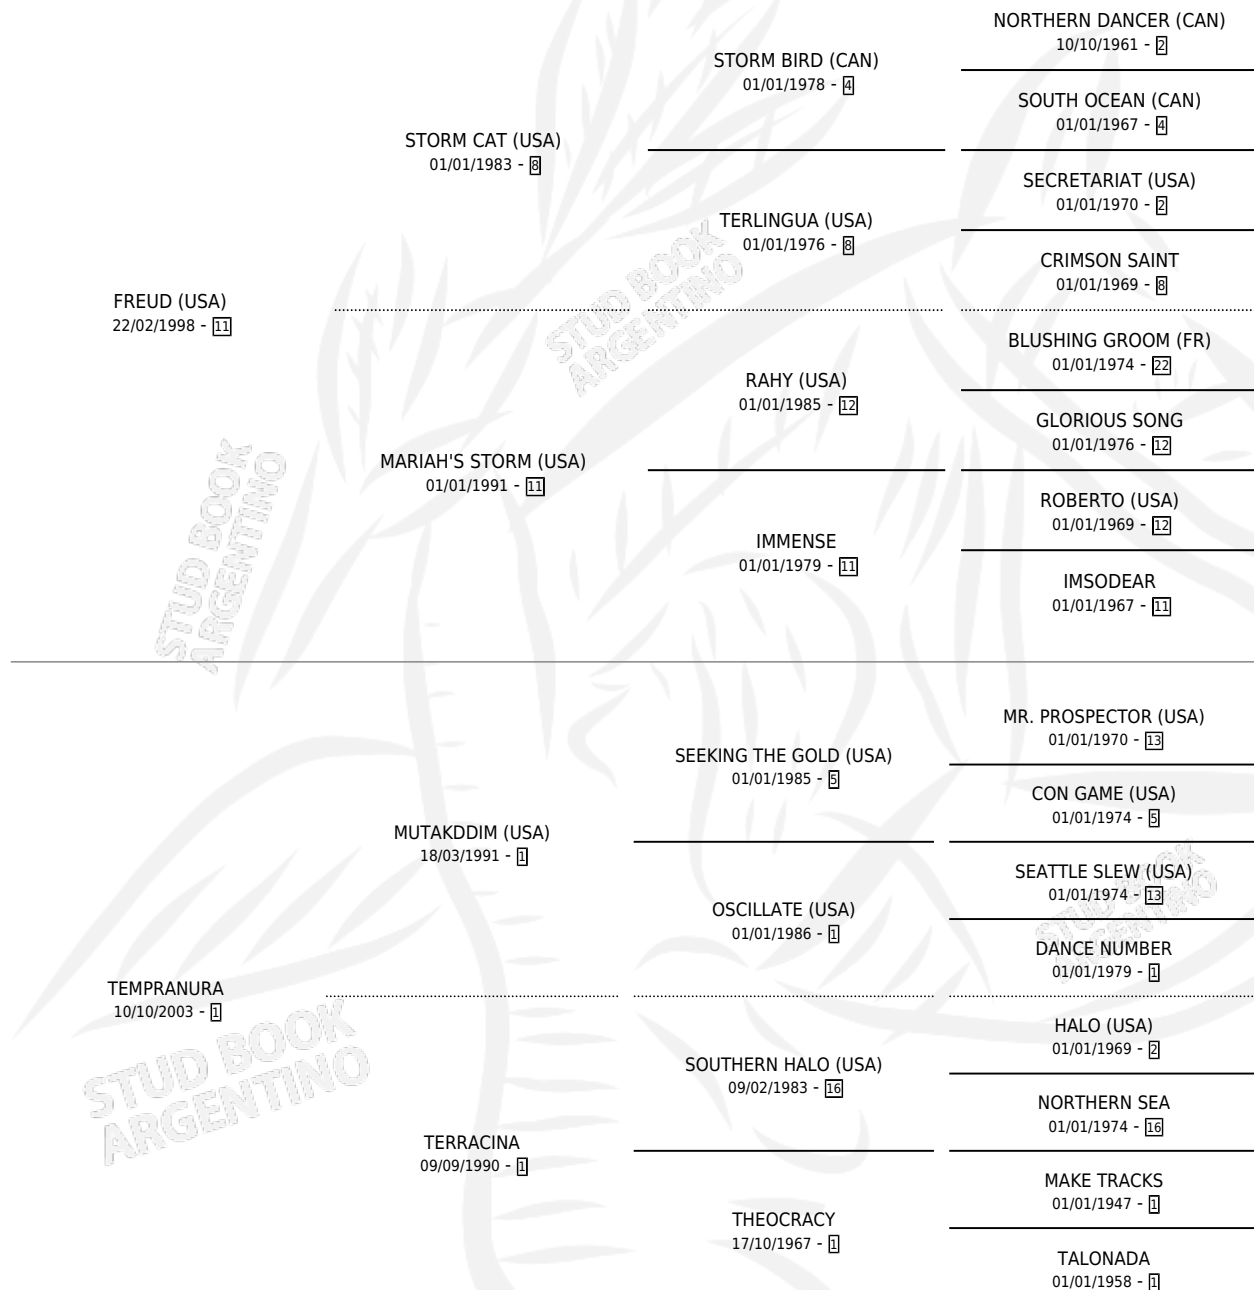 NORTHERN DANCER (CAN)
10/10/1961 - 2
STORM BIRD (CAN)
01/01/1978 - 4
SOUTH OCEAN (CAN)
01/01/1967 - 4
STORM CAT (USA)
01/01/1983 - 8
SECRETARIAT (USA)
01/01/1970 - 2
TERLINGUA (USA)
01/01/1976 - 8
CRIMSON SAINT
01/01/1969 - 8
FREUD (USA)
22/02/1998 - 11
BLUSHING GROOM (FR)
01/01/1974 - 22
RAHY (USA)
01/01/1985 - 12
GLORIOUS SONG
01/01/1976 - 12
MARIAH'S STORM (USA)
01/01/1991 - 11
ROBERTO (USA)
01/01/1969 - 12
IMMENSE
01/01/1979 - 11
IMSODEAR
01/01/1967 - 11
MR. PROSPECTOR (USA)
01/01/1970 - 13
SEEKING THE GOLD (USA)
01/01/1985 - 5
CON GAME (USA)
01/01/1974 - 5
MUTAKDDIM (USA)
18/03/1991 - 1
SEATTLE SLEW (USA)
01/01/1974 - 13
OSCILLATE (USA)
01/01/1986 - 1
DANCE NUMBER
01/01/1979 - 1
TEMPRANURA
10/10/2003 - 1
HALO (USA)
01/01/1969 - 2
SOUTHERN HALO (USA)
09/02/1983 - 16
NORTHERN SEA
01/01/1974 - 16
TERRACINA
09/09/1990 - 1
MAKE TRACKS
01/01/1947 - 1
THEOCRACY
17/10/1967 - 1
TALONADA
01/01/1958 - 1
STUD BOOK
ARGENTINO
STUD BOOK
ARGENTINO
STUD BOOK
ARGENTINO
STUD BOOK
ARGENTINO